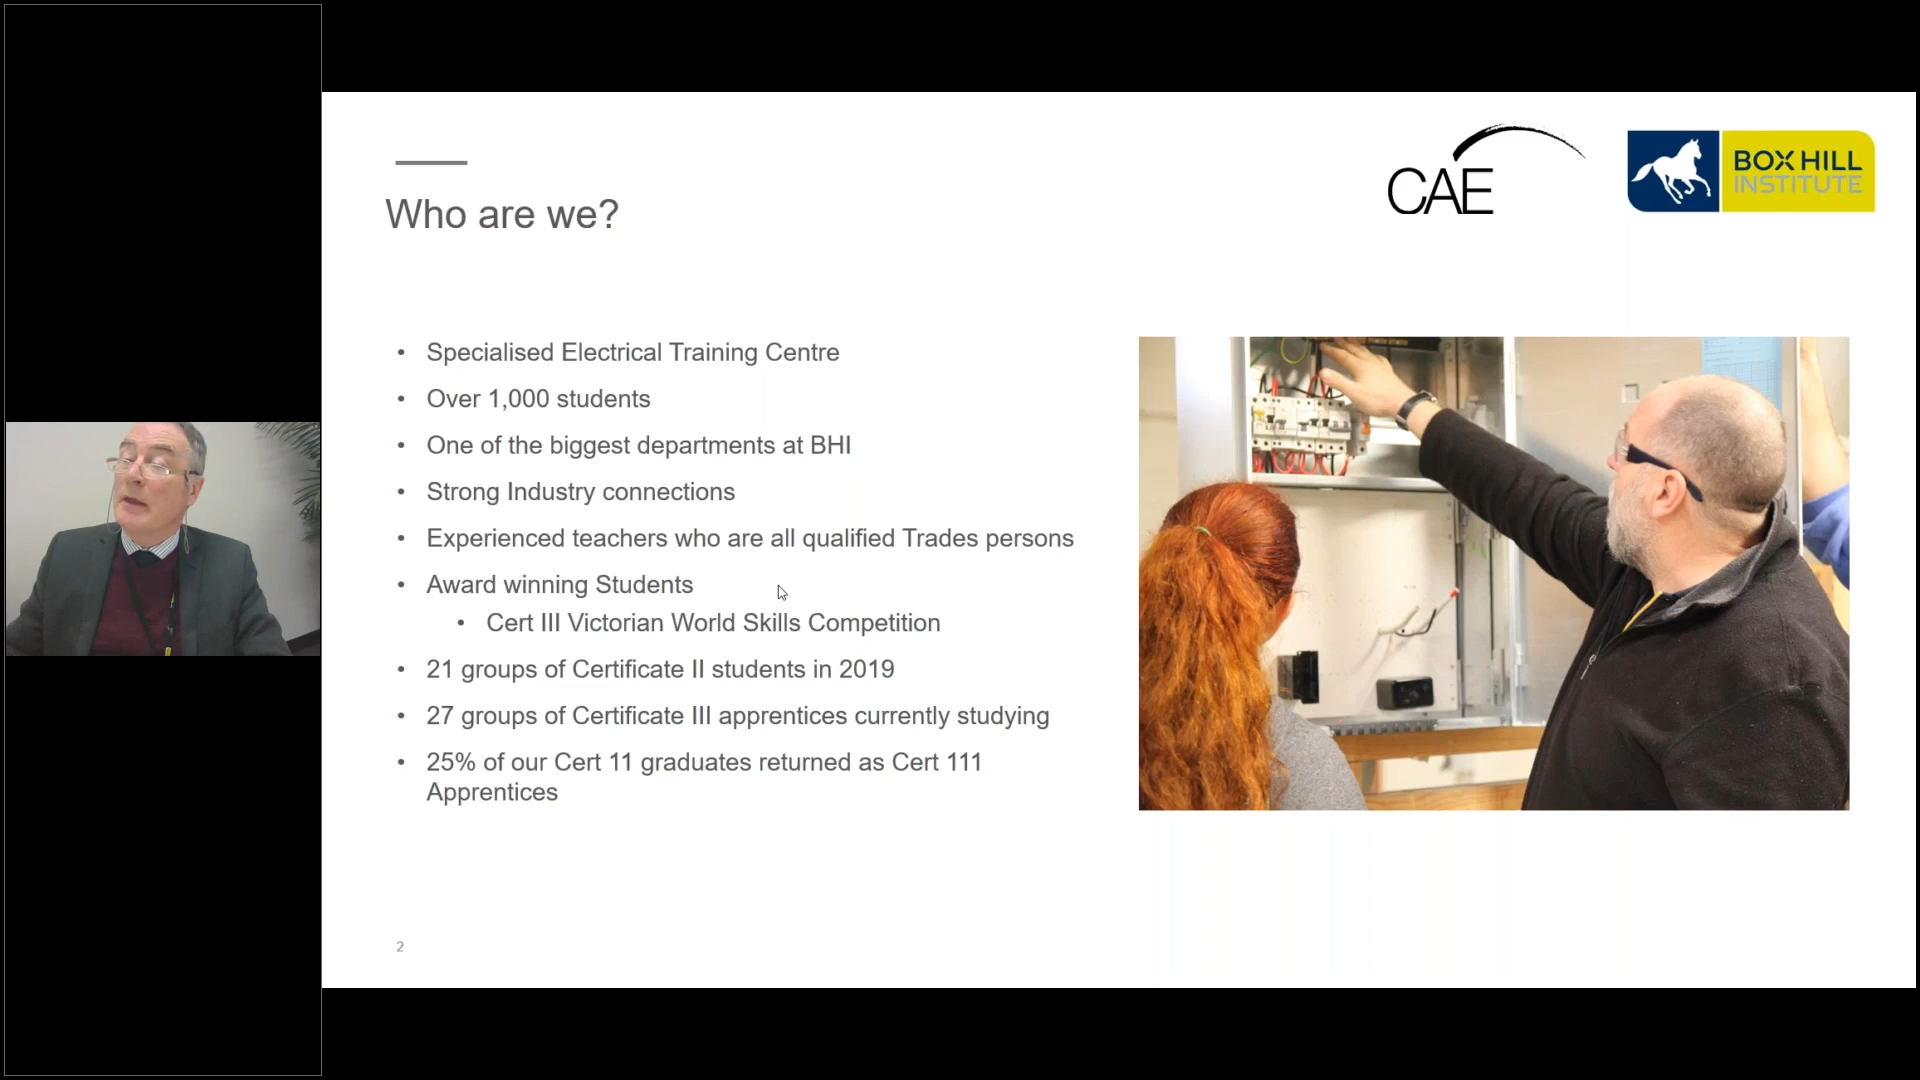 CAE
BOX HILL
INSTITUTE
Who are we?
• Specialised Electrical Training Centre
• Over 1,000 students
• One of the biggest departments at BHI
• Strong Industry connections
• Experienced teachers who are all qualified Trades persons
• Award winning Students
• Cert III Victorian World Skills Competition
• 21 groups of Certificate II students in 2019
• 27 groups of Certificate III apprentices currently studying
• 25% of our Cert 11 graduates returned as Cert 111
Apprentices
2